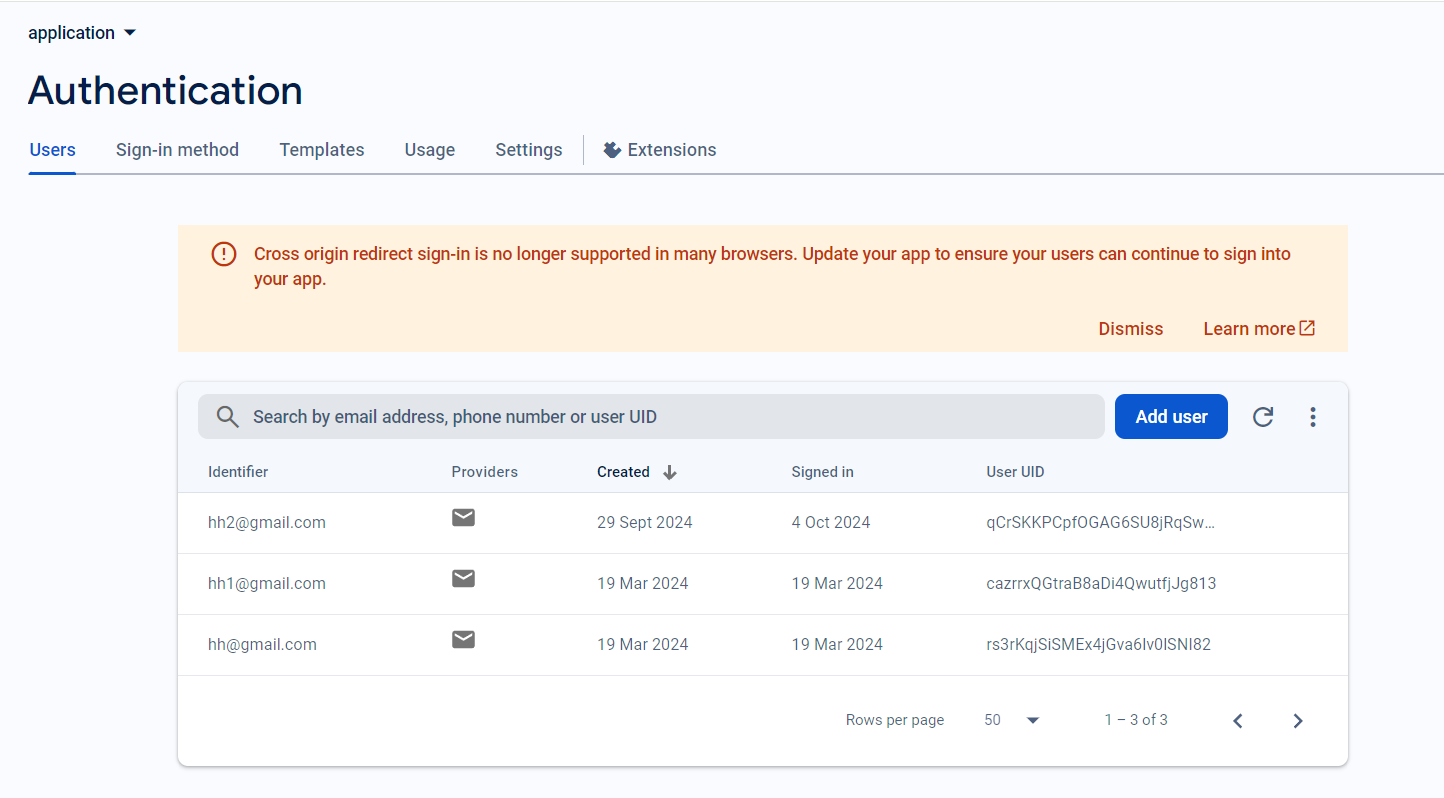 application
Authentication
Users Sign-in method Templates Usage Settings Extensions
Cross origin redirect sign-in is no longer supported in many browsers. Update your app to ensure your users can continue to sign into
your app.
Dismiss Learn more
Search by email address, phone number or user UID Add user
Identifier Providers Created Signed in User UID
hh2@gmail.com 29 Sept 2024 4 Oct 2024 qCrSKKPCpfOGAG6SU8jRqSw...
hh1@gmail.com 19 Mar 2024 19 Mar 2024 cazrrxQGtraB8aDi4QwutfjJg813
hh@gmail.com 19 Mar 2024 19 Mar 2024 rs3rKqjSiSMEx4jGva6Iv0ISNI82
Rows per page 50 1 – 3 of 3